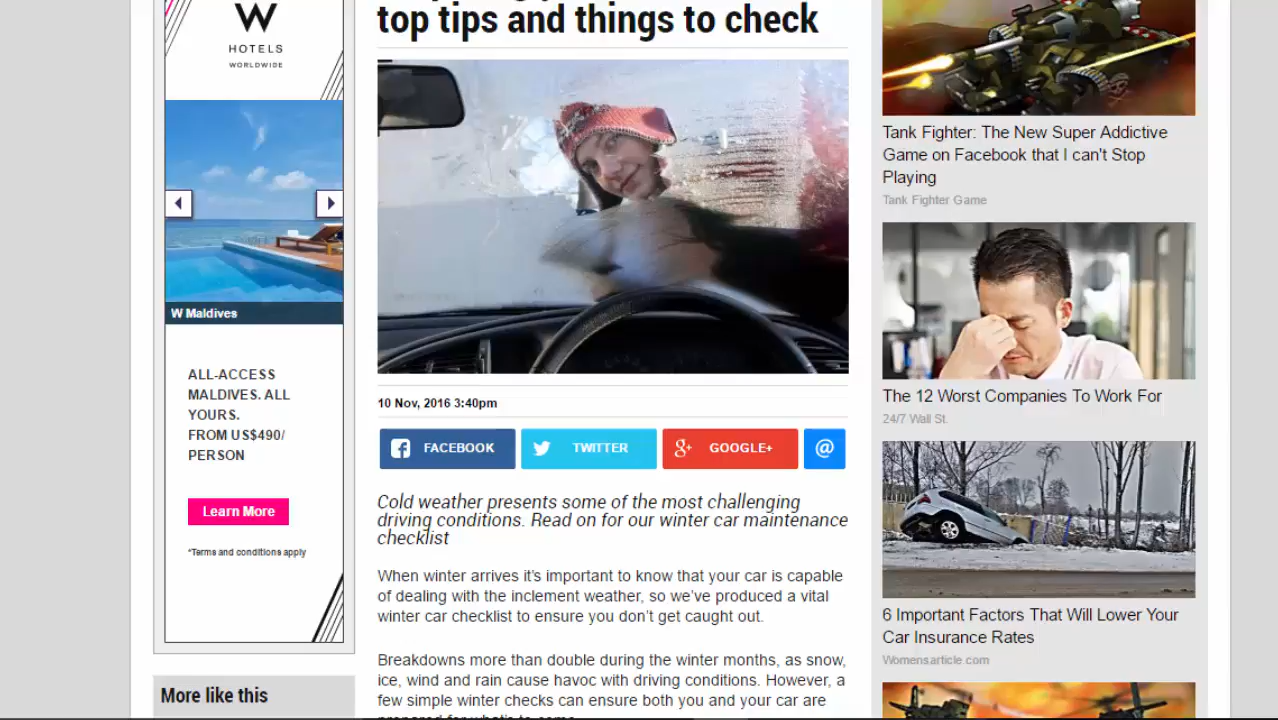 top tips and things to check
W
HOTELS
WORLDWIDE
W Maldives
ALL-ACCESS
MALDIVES. ALL
YOURS.
FROM US$490/
PERSON
Learn More
*Terms and conditions apply
More like this
10 Nov, 2016 3:40pm
FACEBOOK
TWITTER
GOOGLE+
@
Cold weather presents some of the most challenging
driving conditions. Read on for our winter car maintenance
checklist
When winter arrives it's important to know that your car is capable
of dealing with the inclement weather, so we've produced a vital
winter car checklist to ensure you don't get caught out.
Breakdowns more than double during the winter months, as snow,
ice, wind and rain cause havoc with driving conditions. However, a
few simple winter checks can ensure both you and your car are
Tank Fighter: The New Super Addictive
Game on Facebook that I can't Stop
Playing
Tank Fighter Game
The 12 Worst Companies To Work For
24/7 Wall St.
6 Important Factors That Will Lower Your
Car Insurance Rates
Womensarticle.com